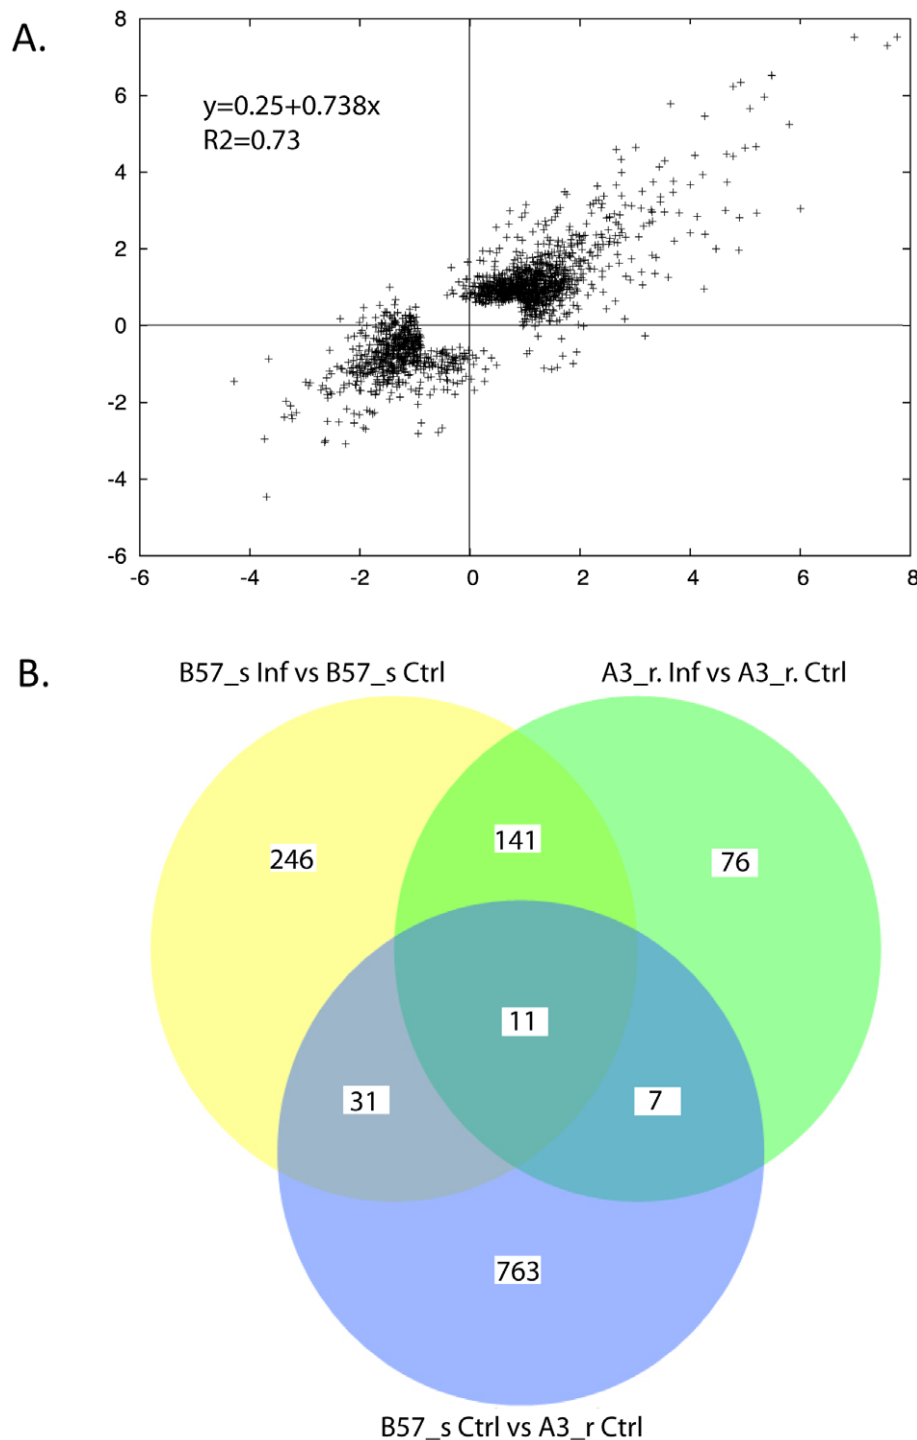 A.
8
6
4
2
0
-2
-4
-6
y=0.25+0.738x
R2=0.73
-6 -4 -2 0 2 4 6 8
B.
B57_s Inf vs B57_s Ctrl
A3_r. Inf vs A3_r. Ctrl
246
141
76
11
31
7
763
B57_s Ctrl vs A3_r Ctrl